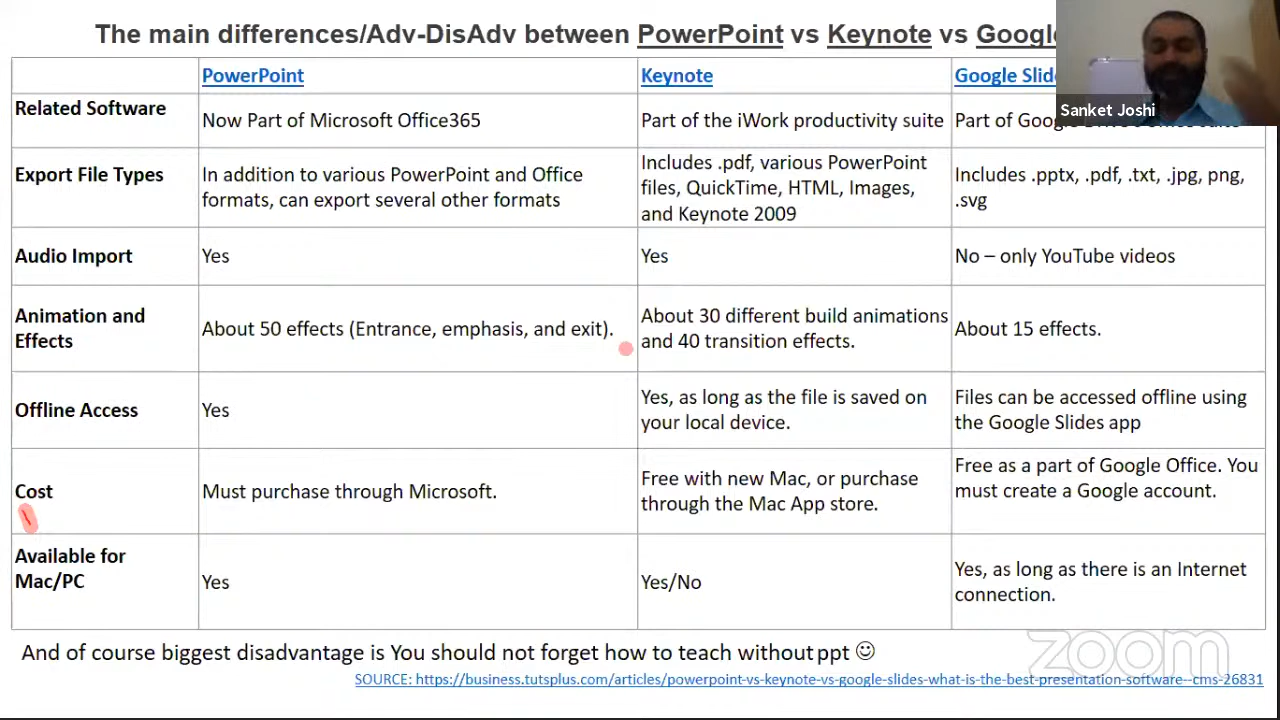 The main differences/Adv-DisAdv between PowerPoint vs Keynote vs Google
Sanket Joshi
PowerPoint
Keynote
Google
Related Software
Now Part of Microsoft Office365
Part of the iWork productivity suite
Part of
Export File Types
In addition to various PowerPoint and Office
formats, can export several other formats
Includes .pdf, various PowerPoint
files, QuickTime, HTML, Images,
and Keynote 2009
Includes .pptx, .pdf, .txt, .jpg, png,
.svg
Audio Import
Yes
Yes
No – only YouTube videos
Animation and
Effects
About 50 effects (Entrance, emphasis, and exit).
About 30 different build animations
and 40 transition effects.
About 15 effects.
Offline Access
Yes
Yes, as long as the file is saved on
your local device.
Files can be accessed offline using
the Google Slides app
Cost
Must purchase through Microsoft.
Free with new Mac, or purchase
through the Mac App store.
Free as a part of Google Office. You
must create a Google account.
Available for
Mac/PC
Yes
Yes/No
Yes, as long as there is an Internet
connection.
And of course biggest disadvantage is You should not forget how to teach without ppt ☺
zoom
SOURCE: https://business.tutsplus.com/articles/powerpoint-vs-keynote-vs-google-slides-what-is-the-best-presentation-software--cms-26831